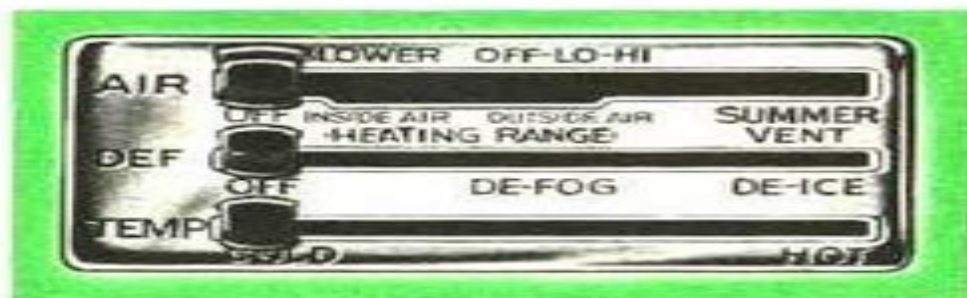 BLOWER OFF-LO-HI
AIR
OFF INSIDE AIR OUTSIDE AIR SUMMER
HEATING RANGE VENT
DEF
OFF DE-FOG DE-ICE
TEMP
COLD HOT